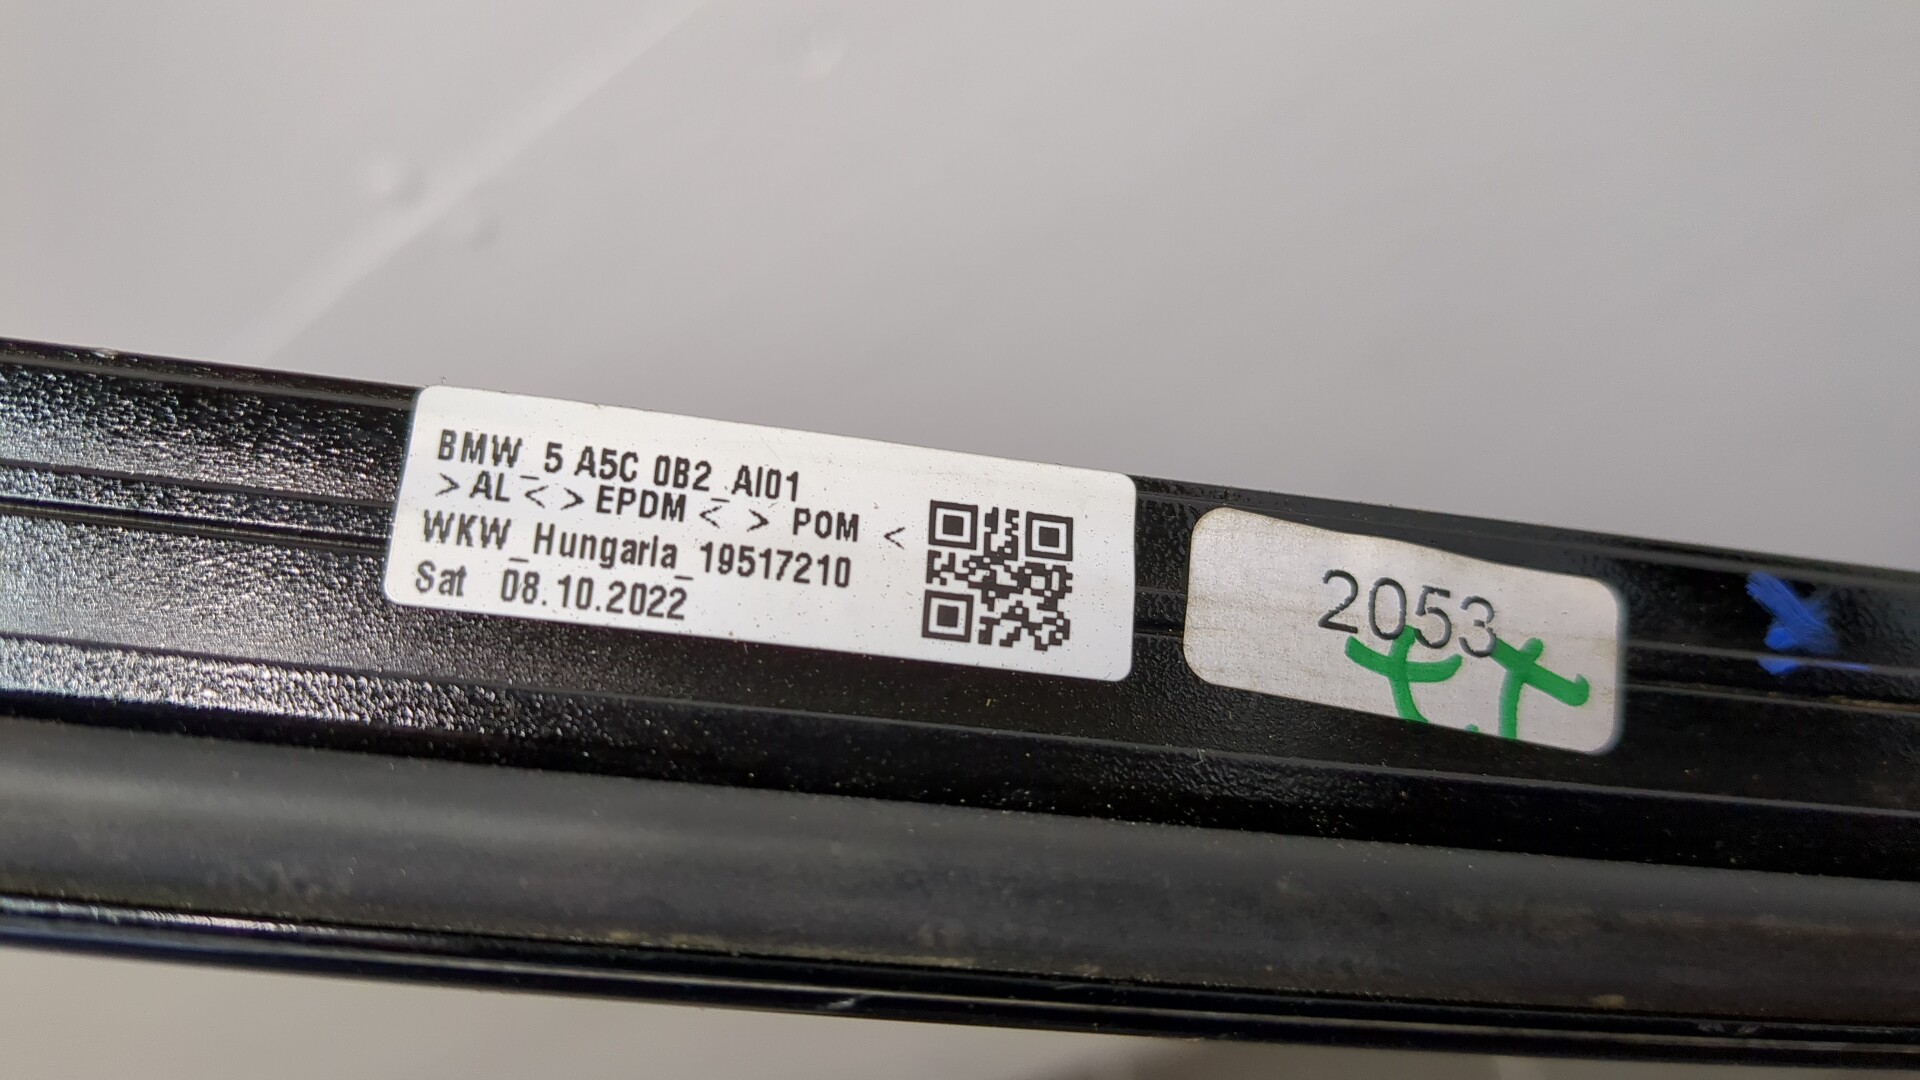 BMW_5 A5C 0B2_AI01
>AL<>EPDM<>POM<
WKW_Hungaria_19517210
Sat 08.10.2022
2053